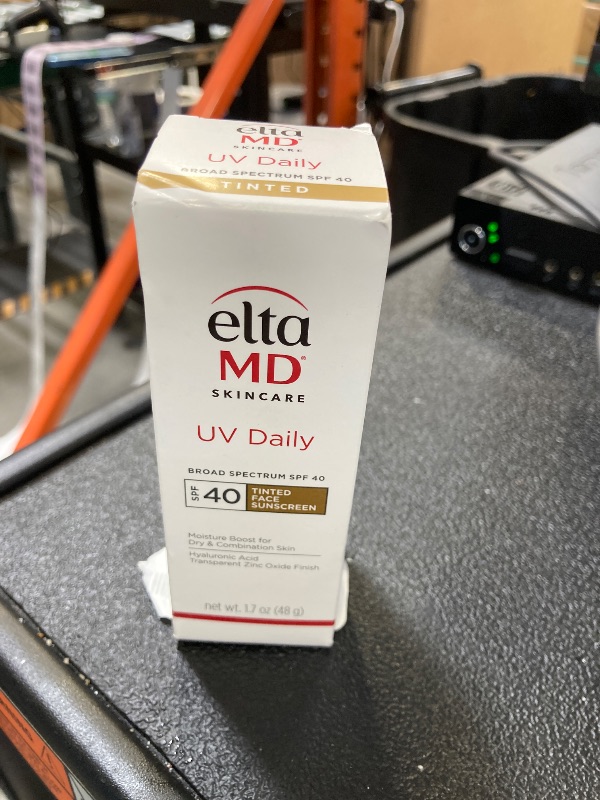 elta
MD®
SKINCARE
UV Daily
BROAD SPECTRUM SPF 40
TINTED
elta
MD®
SKINCARE
UV Daily
BROAD SPECTRUM SPF 40
SPF 40 TINTED
FACE
SUNSCREEN
Moisture Boost for
Dry & Combination Skin
Hyaluronic Acid
Transparent Zinc Oxide Finish
net wt. 1.7 oz (48 g)